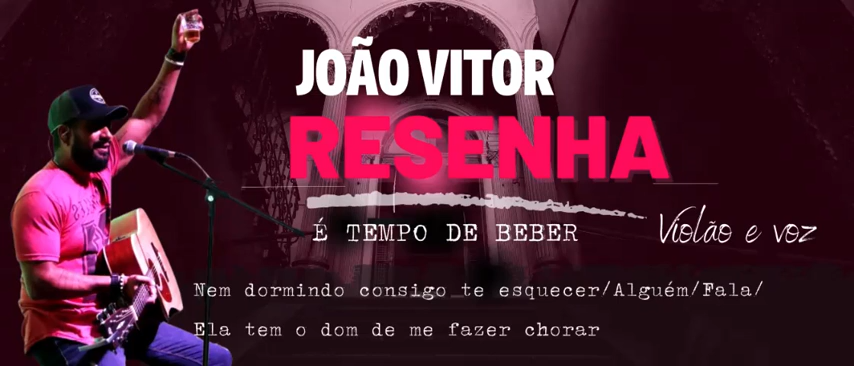 JOÃO VITOR
RESENHA
É TEMPO DE BEBER
Violão e voz
Nem dormindo consigo te esquecer/Alguém/Fala/
Ela tem o dom de me fazer chorar